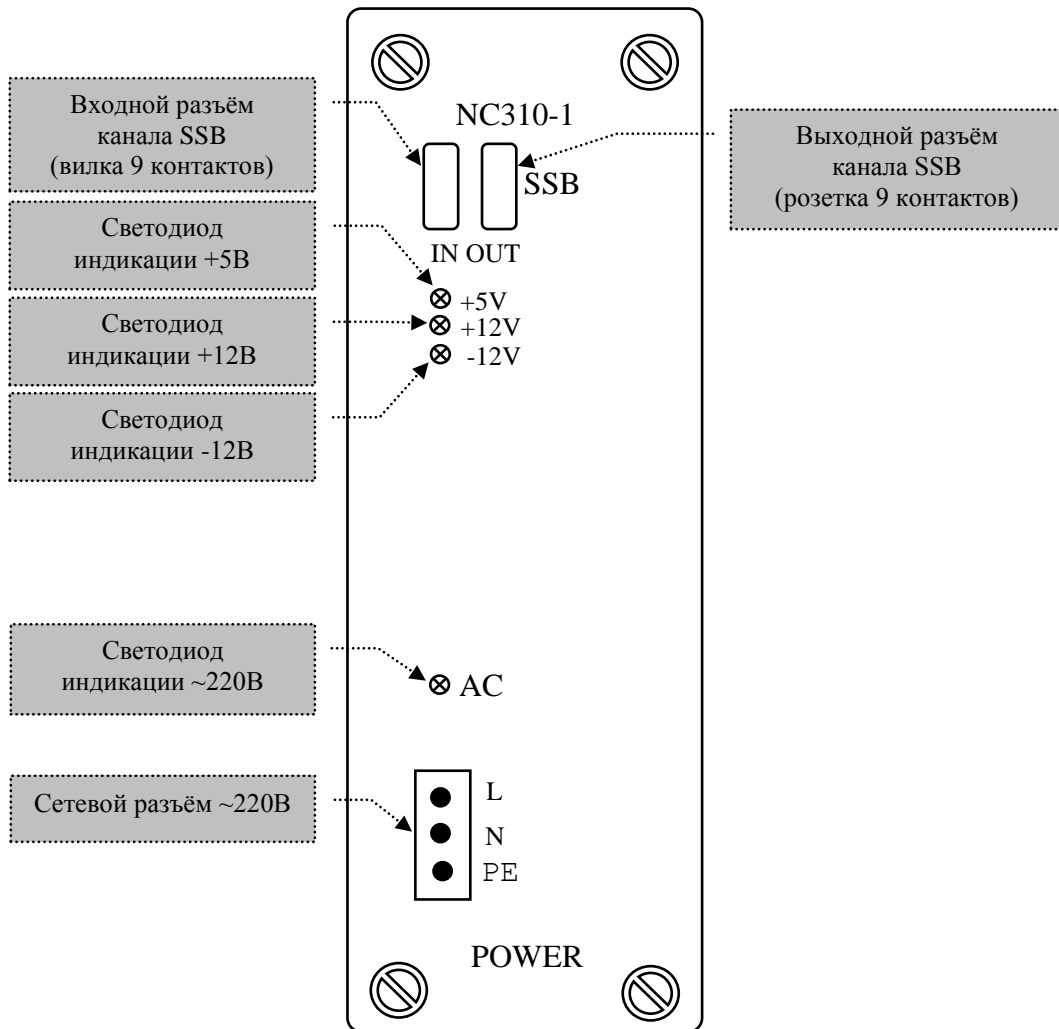 Входной разъём
канала SSB
(вилка 9 контактов)
Светодиод
индикации +5В
Светодиод
индикации +12В
Светодиод
индикации -12В
Светодиод
индикации ~220В
Сетевой разъём ~220В
NC310-1
SSB
IN OUT
+5V
+12V
-12V
AC
L
N
PE
POWER
Выходной разъём
канала SSB
(розетка 9 контактов)